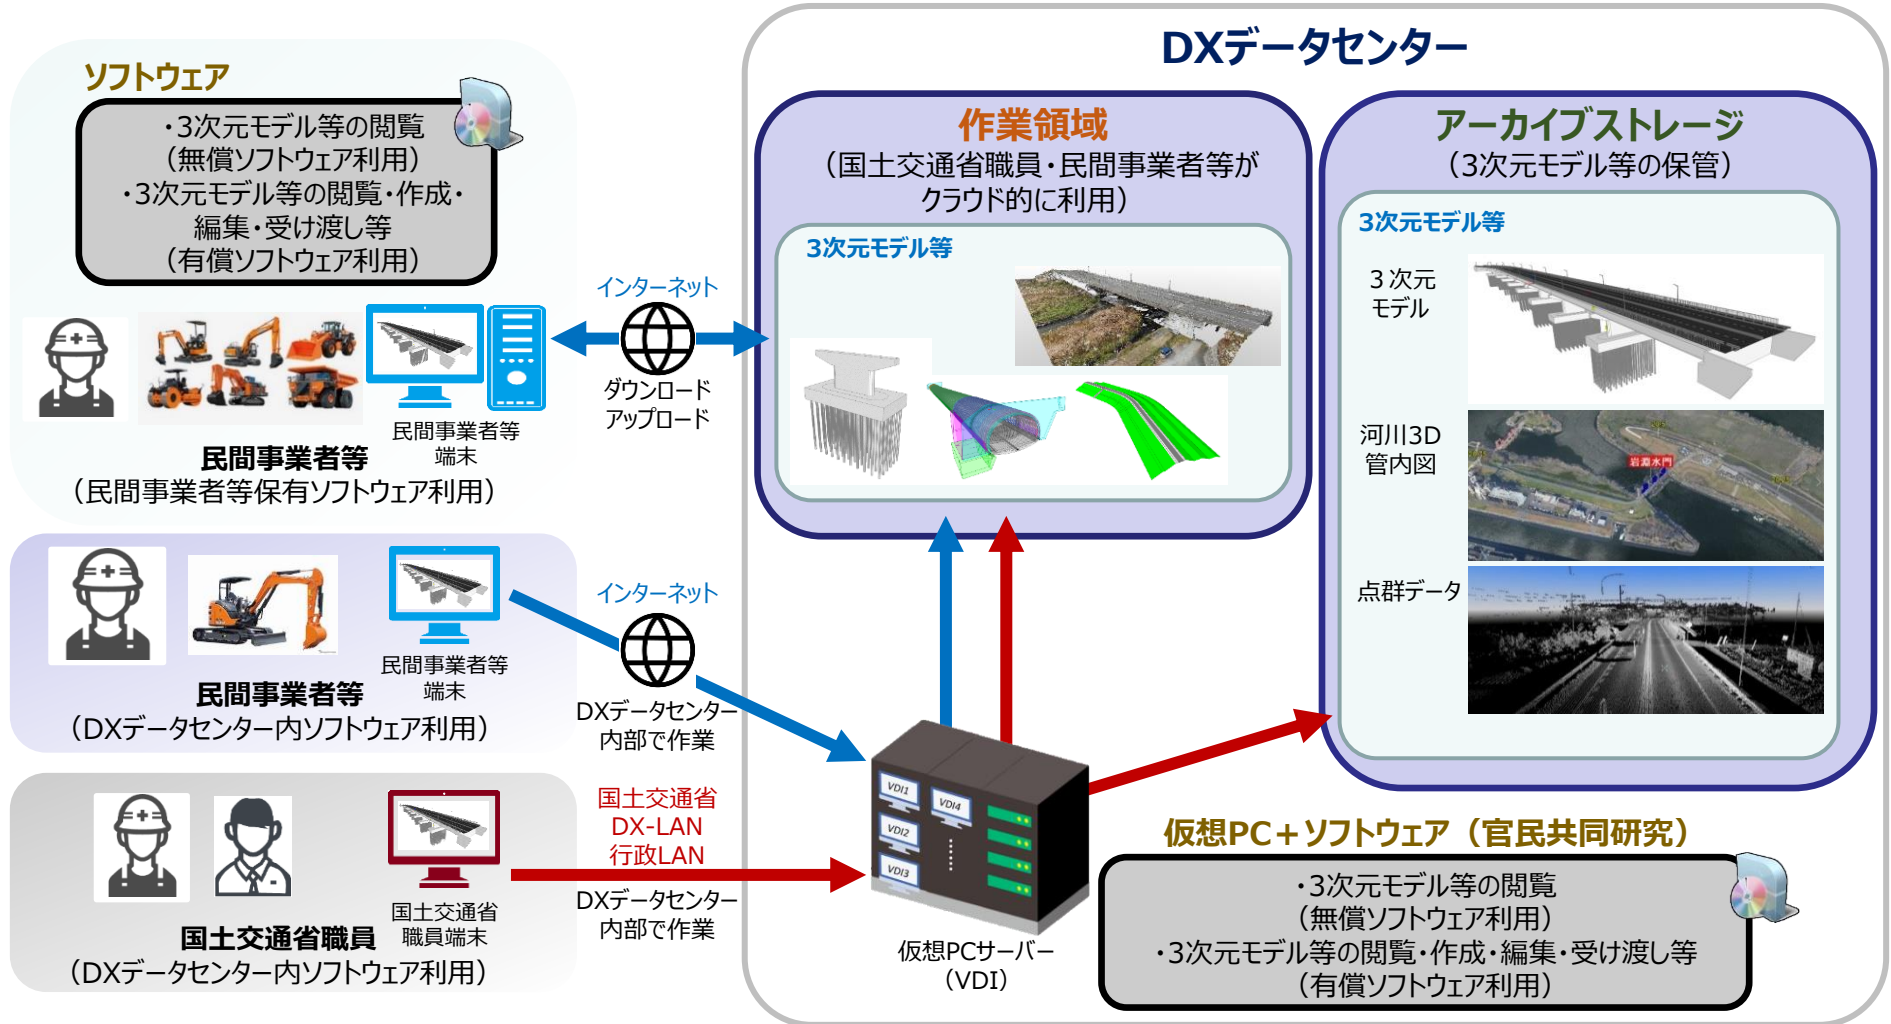 DXデータセンター
ソフトウェア
・3次元モデル等の閲覧
（無償ソフトウェア利用）
・3次元モデル等の閲覧・作成・
編集・受け渡し等
（有償ソフトウェア利用）
民間事業者等
端末
民間事業者等
（民間事業者等保有ソフトウェア利用）
インターネット
ダウンロード
アップロード
作業領域
（国土交通省職員・民間事業者等が
クラウド的に利用）
3次元モデル等
アーカイブストレージ
（3次元モデル等の保管）
3次元モデル等
３次元
モデル
河川3D
管内図
岩淵水門
点群データ
民間事業者等
端末
民間事業者等
（DXデータセンター内ソフトウェア利用）
インターネット
DXデータセンター
内部で作業
国土交通省
職員端末
国土交通省職員
（DXデータセンター内ソフトウェア利用）
国土交通省
DX-LAN
行政LAN
DXデータセンター
内部で作業
VDI1
VDI4
VDI2
VDI3
仮想PCサーバー
（VDI）
仮想PC＋ソフトウェア（官民共同研究）
・3次元モデル等の閲覧
（無償ソフトウェア利用）
・3次元モデル等の閲覧・作成・編集・受け渡し等
（有償ソフトウェア利用）